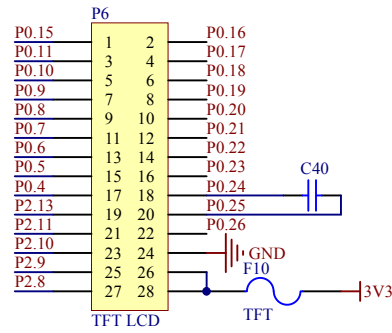 P6
P0.15 1 2 P0.16
P0.11 3 4 P0.17
P0.10 5 6 P0.18
P0.9 7 8 P0.19
P0.8 9 10 P0.20
P0.7 11 12 P0.21
P0.6 13 14 P0.22
P0.5 15 16 P0.23
P0.4 17 18 P0.24 C40
P2.13 19 20 P0.25
P2.11 21 22 P0.26
P2.10 23 24 GND
P2.9 25 26 F10
P2.8 27 28 3V3
TFT LCD TFT